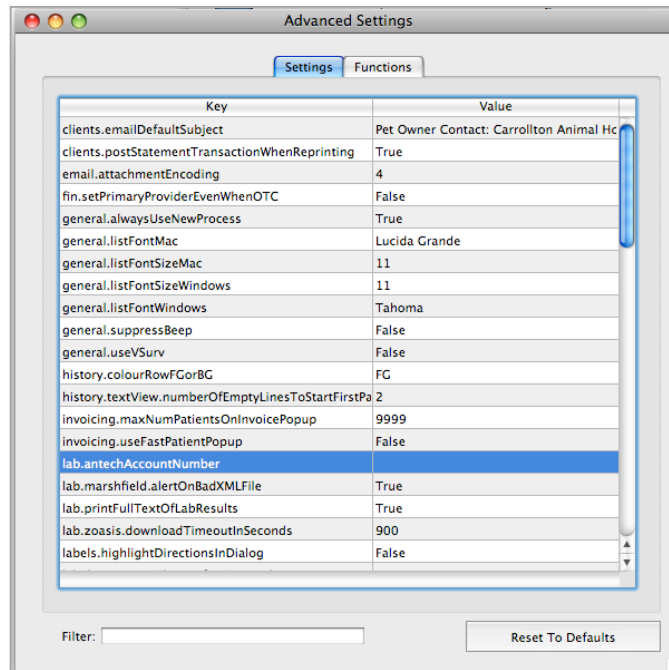 Advanced Settings
Settings Functions
Key Value
clients.emailDefaultSubject Pet Owner Contact: Carrollton Animal Hc
clients.postStatementTransactionWhenReprinting True
email.attachmentEncoding 4
fin.setPrimaryProviderEvenWhenOTC False
general.alwaysUseNewProcess True
general.listFontMac Lucida Grande
general.listFontSizeMac 11
general.listFontSizeWindows 11
general.listFontWindows Tahoma
general.suppressBeep False
general.useVSurv False
history.colourRowFGorBG FG
history.textView.numberOfEmptyLinesToStartFirstPa 2
invoicing.maxNumPatientsOnInvoicePopup 9999
invoicing.useFastPatientPopup False
lab.antechAccountNumber
lab.marshfield.alertOnBadXMLFile True
lab.printFullTextOfLabResults True
lab.zoasis.downloadTimeoutInSeconds 900
labels.highlightDirectionsInDialog False
Filter: Reset To Defaults